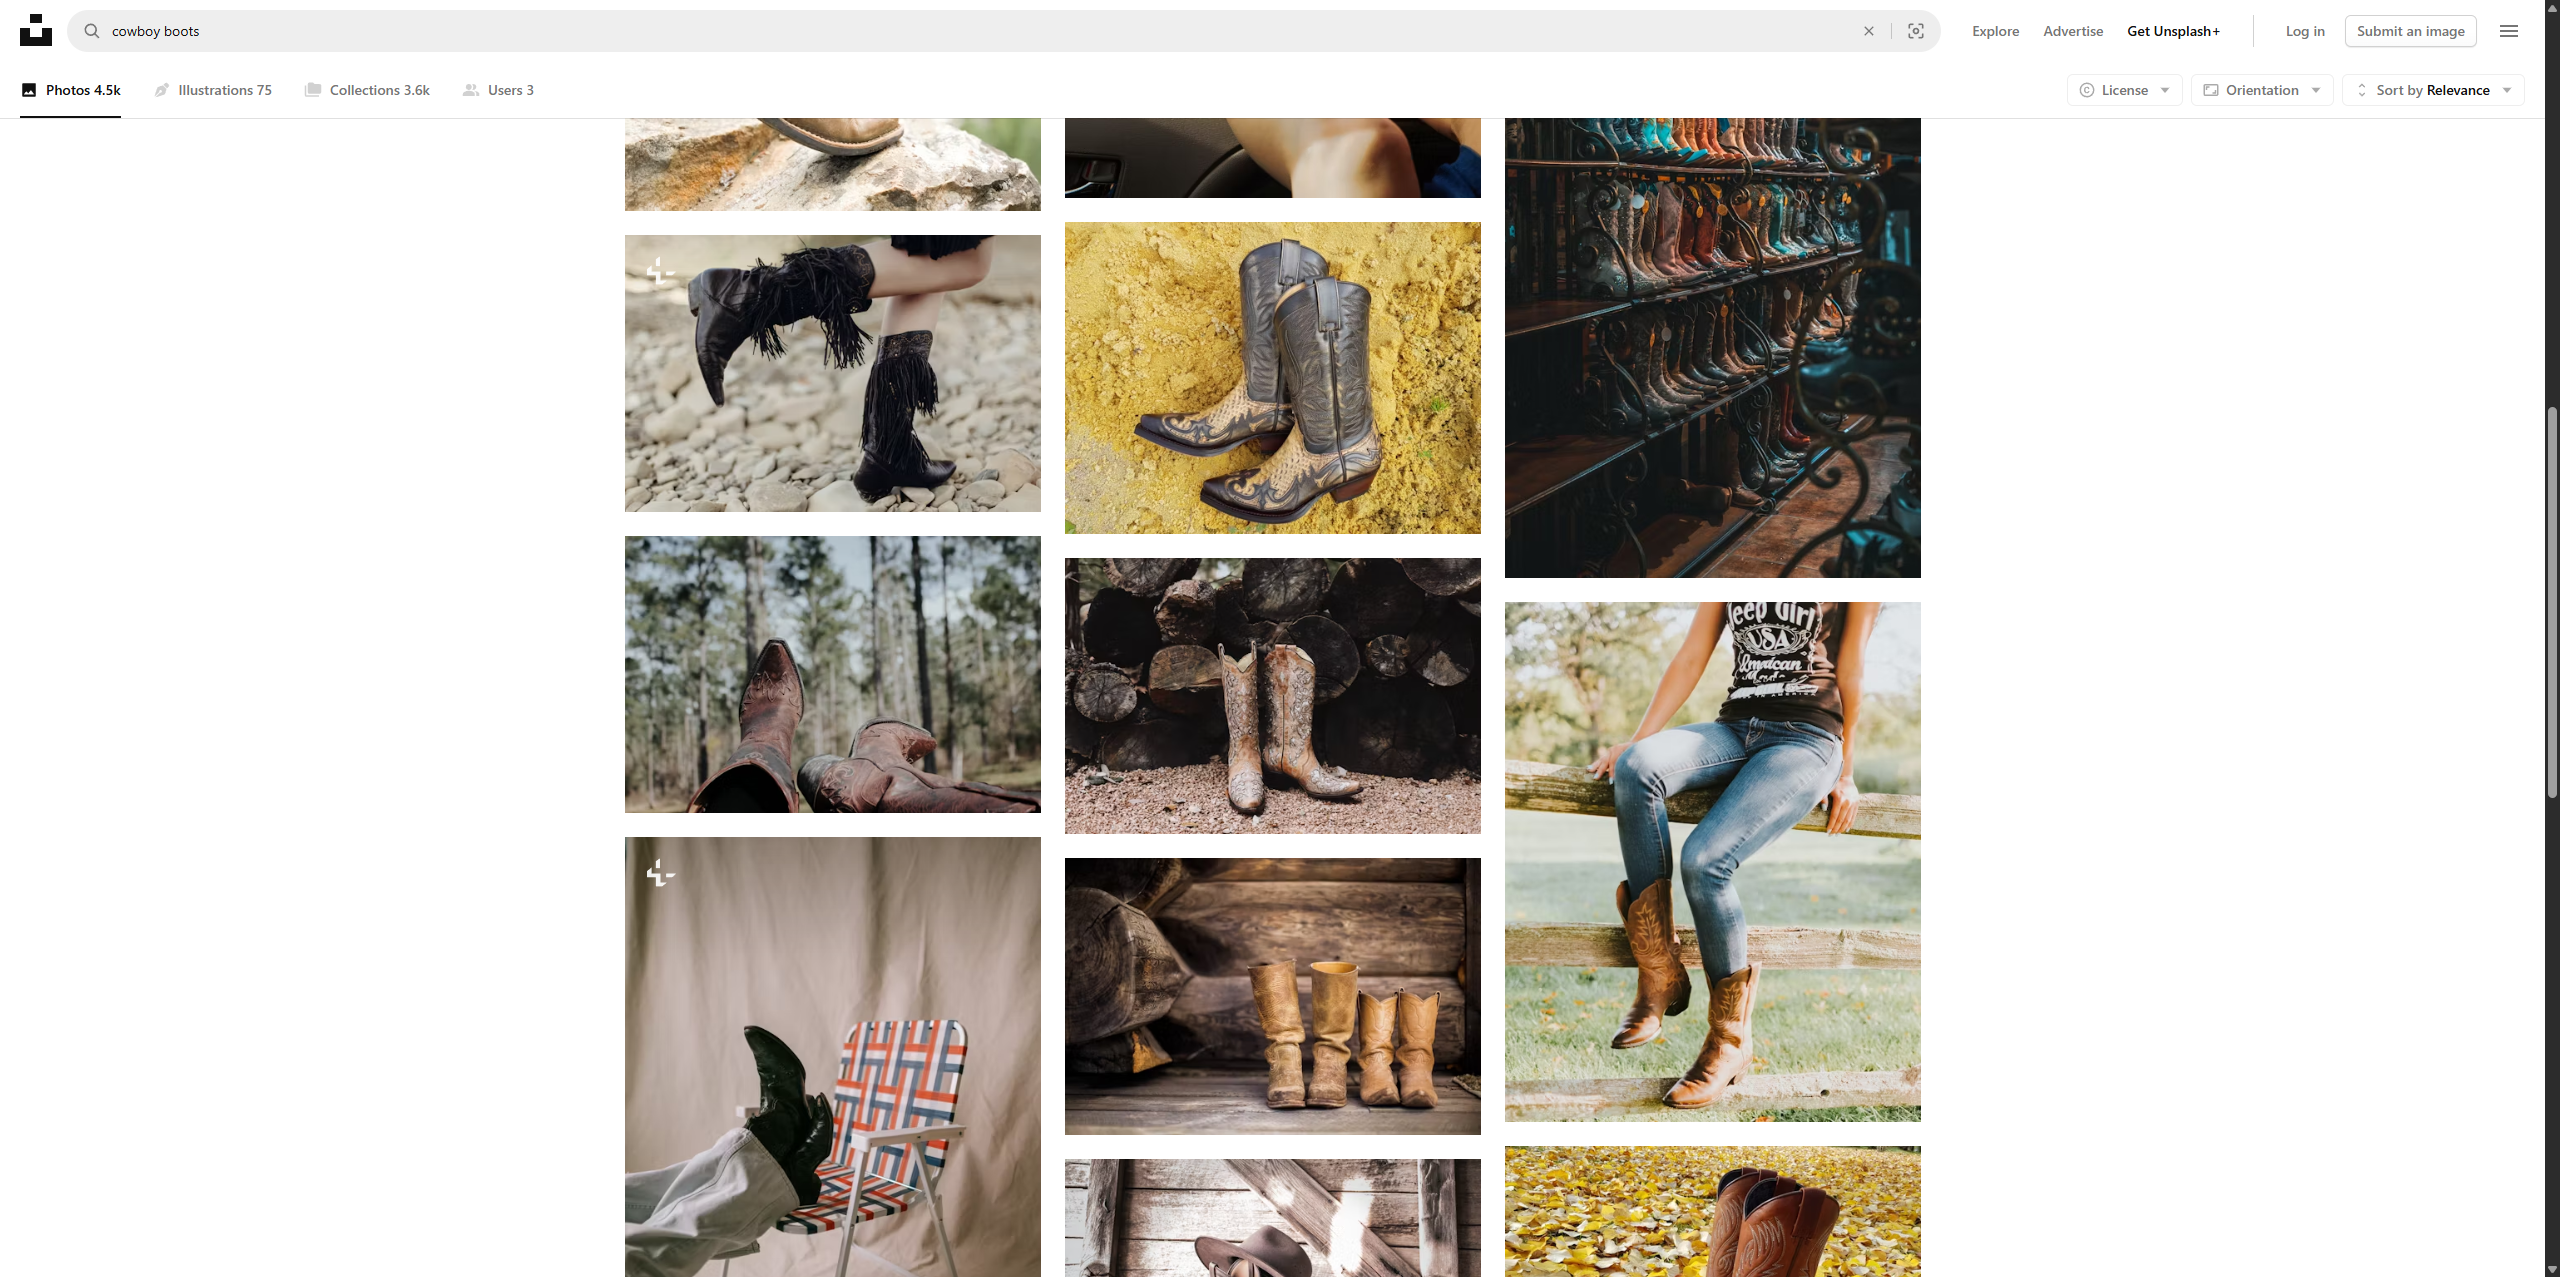 cowboy boots
Explore
Advertise
Get Unsplash+
Log in
Submit an image
Photos 4.5k
Illustrations 75
Collections 3.6k
Users 3
License
Orientation
Sort by Relevance
Jeep Girl
USA
American